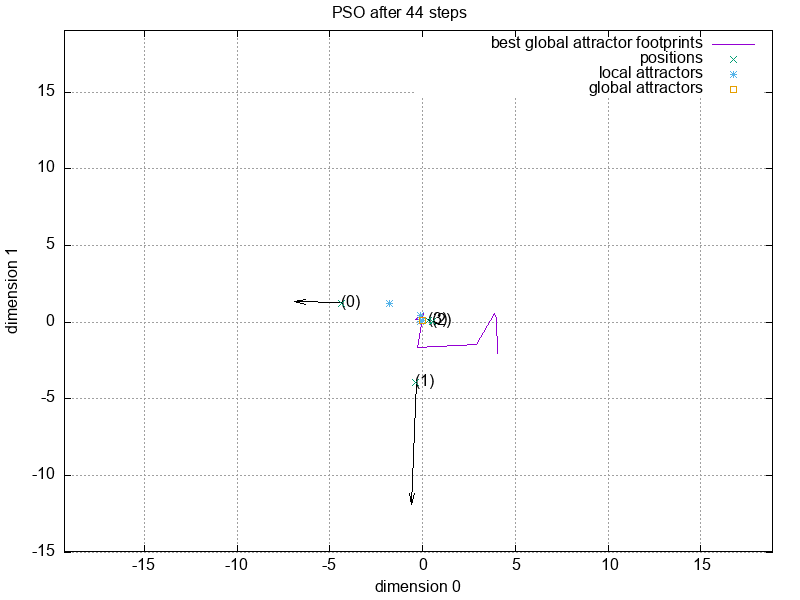 PSO after 44 steps
best global attractor footprints
positions
local attractors
global attractors
15
10
5
0
-5
-10
-15
dimension 1
(0)
(2)
(1)
-15
-10
-5
0
5
10
15
dimension 0